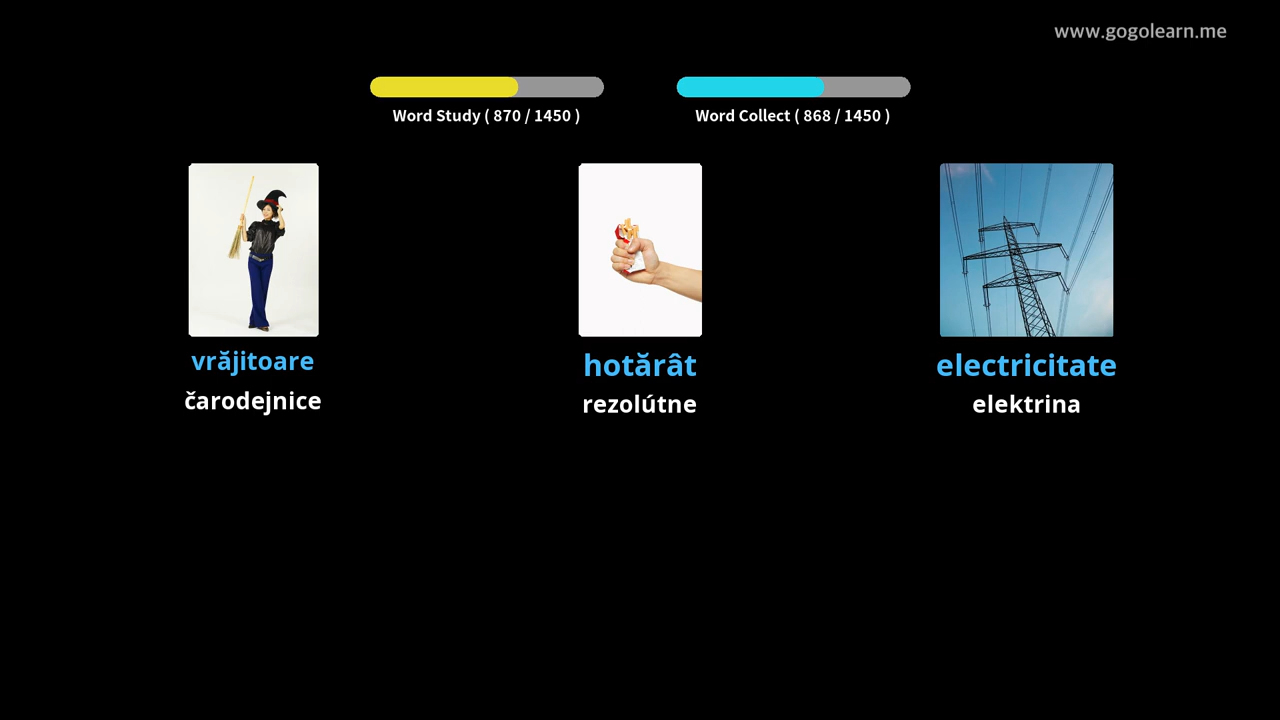 www.gogolearn.me
Word Study ( 870 / 1450 )
Word Collect ( 868 / 1450 )
vrăjitoare
čarodejnice
hotărât
rezolútne
electricitate
elektrina